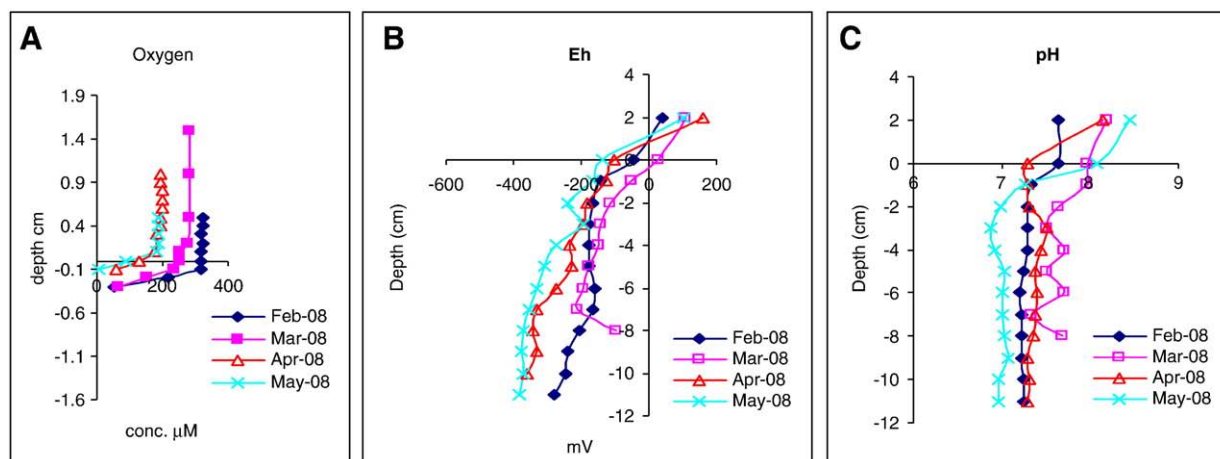 A
Oxygen
depth cm
1.9
1.4
0.9
0.4
-0.1
-0.6
-1.1
-1.6
0 200 400
Feb-08
Mar-08
Apr-08
May-08
conc. μM
B
Eh
Depth (cm)
4
2
0
-2
-4
-6
-8
-10
-12
-600 -400 -200 0 200
Feb-08
Mar-08
Apr-08
May-08
mV
C
pH
Depth (cm)
4
2
0
-2
-4
-6
-8
-10
-12
6 7 8 9
Feb-08
Mar-08
Apr-08
May-08